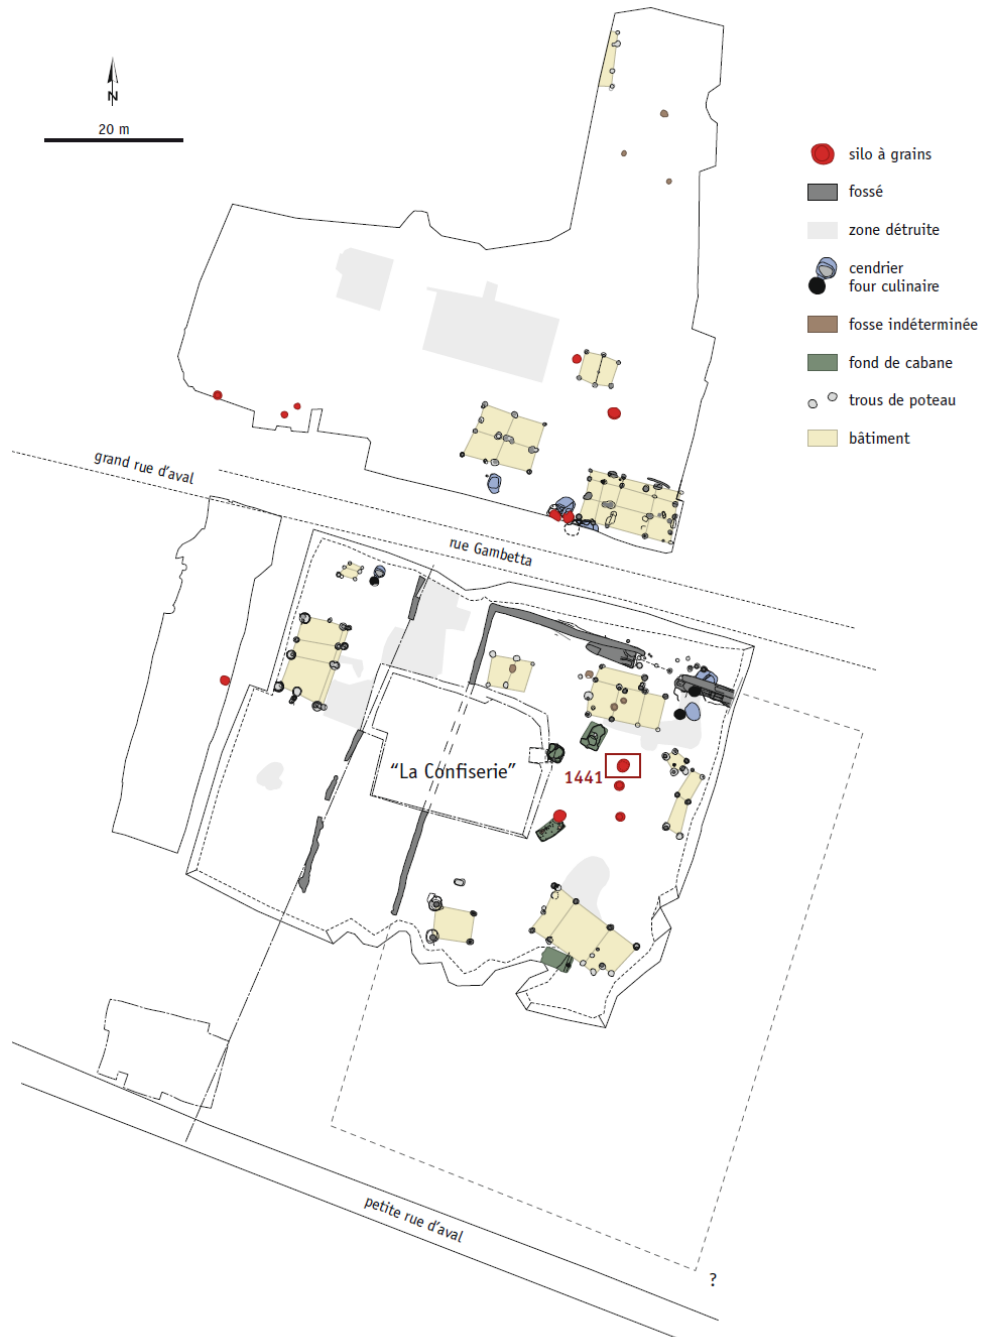 N
20 m
silo à grains
fossé
zone détruite
cendrier
four culinaire
fosse indéterminée
fond de cabane
trous de poteau
bâtiment
grand rue d'aval
rue Gambetta
"La Confiserie"
1441
petite rue d'aval
?